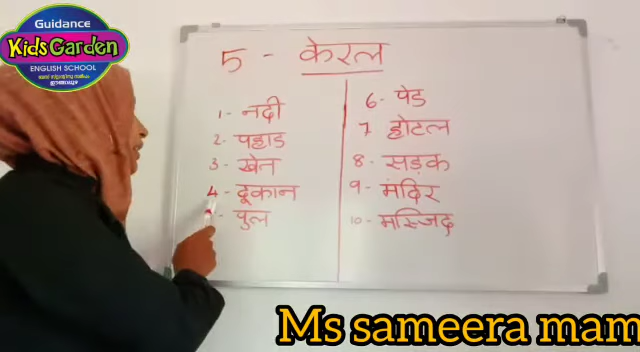 Guidance
Kids Garden
ENGLISH SCHOOL
5 - केरल
1 - नदी
2 - पहाड
3 - खेत
4 - दूकान
- पुल
6 - पेड
7 होटल
8 - सड़क
9 - मंदिर
10 - मस्जिद
Ms sameera mam